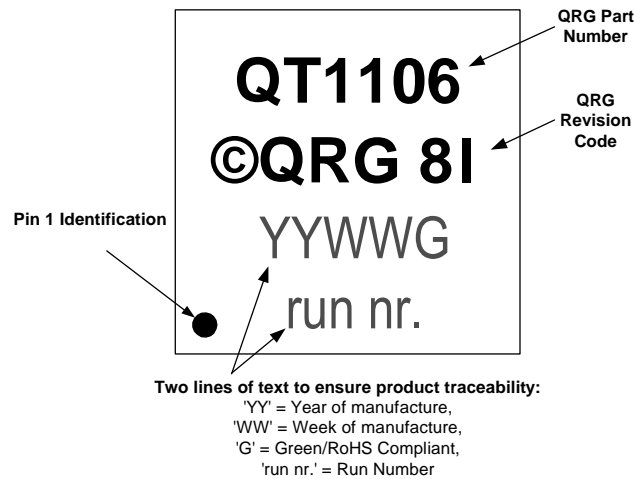 QRG Part
Number
QT1106
QRG
Revision
Code
©QRG 8I
Pin 1 Identification
YYWWG
run nr.
Two lines of text to ensure product traceability:
'YY' = Year of manufacture,
'WW' = Week of manufacture,
'G' = Green/RoHS Compliant,
'run nr.' = Run Number